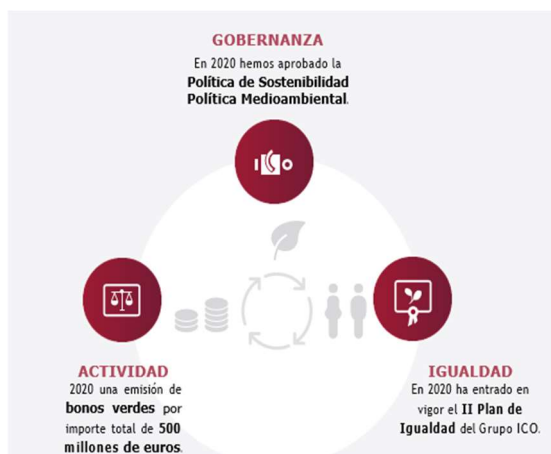 GOBERNANZA
En 2020 hemos aprobado la
Política de Sostenibilidad
Política Medioambiental.
ICO
ACTIVIDAD
2020 una emisión de
bonos verdes por
importe total de 500
millones de euros.
IGUALDAD
En 2020 ha entrado en
vigor el II Plan de
Igualdad del Grupo ICO.